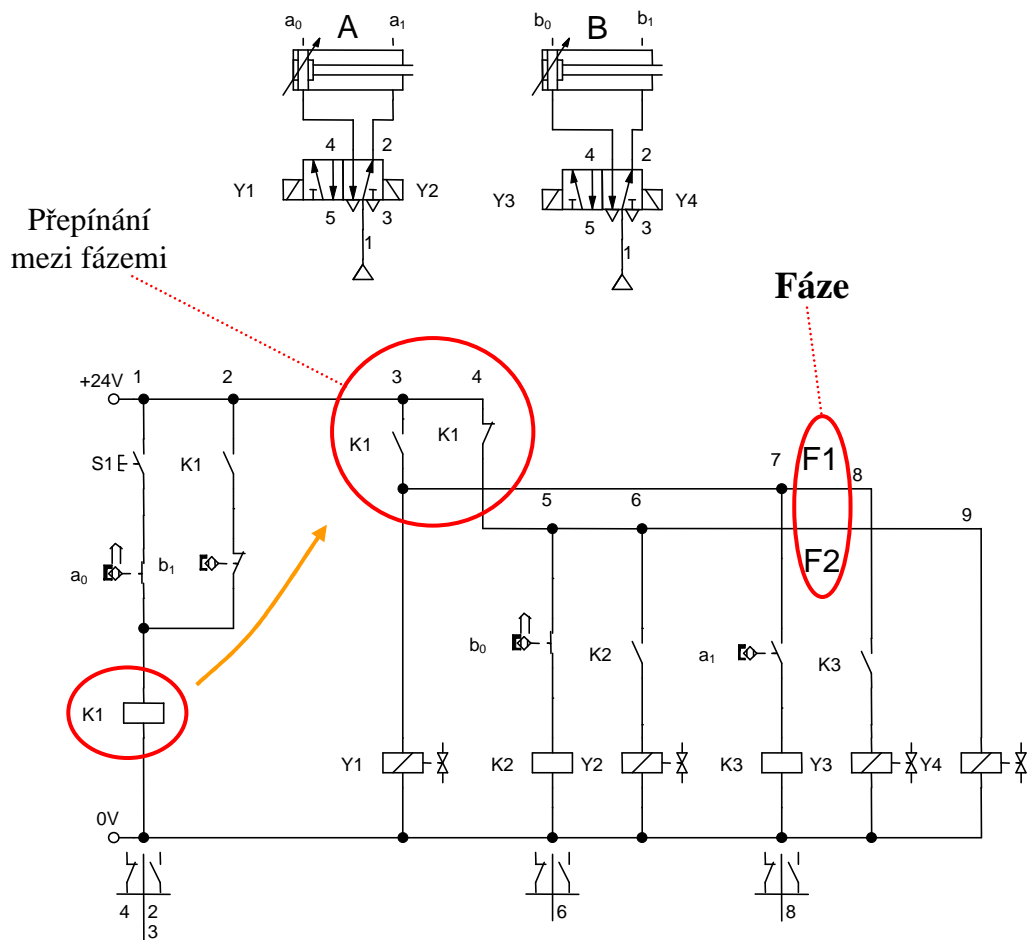 a0 A a1 b0 B b1
4 2 4 2
Y1 Y2 Y3 Y4
5 3 5 3
1 1
Přepínání
mezi fázemi
Fáze
+24V 1 2 3 4
S1 K1 K1 K1
7 F1 8
5 6 9
F2
a0 b1
b0 K2 a1 K3
K1
Y1 K2 Y2 K3 Y3 Y4
0V
4 2 6 8
3